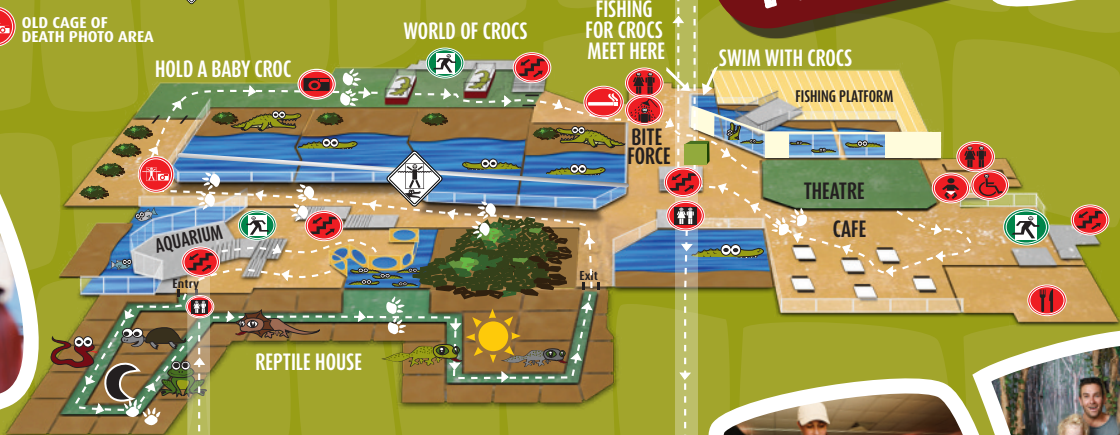 OLD CAGE OF
DEATH PHOTO AREA
WORLD OF CROCS
FISHING
FOR CROCS
MEET HERE
HOLD A BABY CROC
SWIM WITH CROCS
FISHING PLATFORM
BITE
FORCE
THEATRE
CAFE
AQUARIUM
Entry
Exit
REPTILE HOUSE